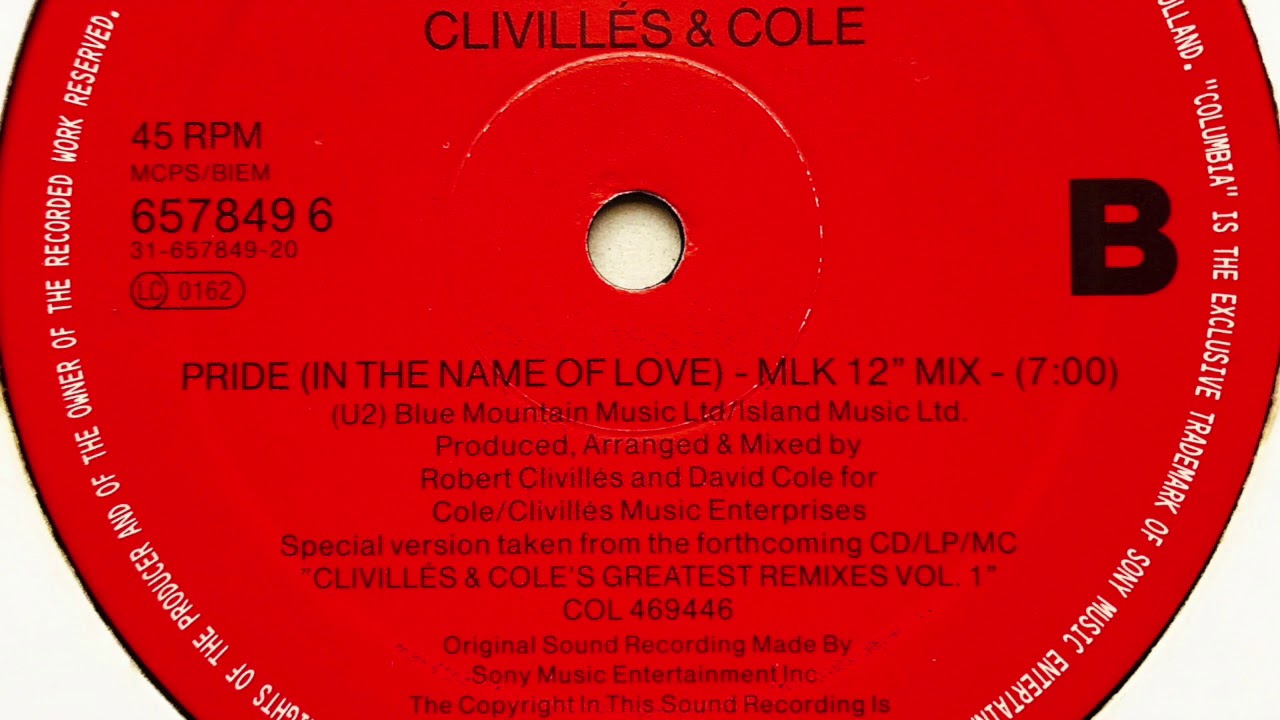 CLIVILLÉS & COLE
45 RPM
MCPS/BIEM
657849 6
31-657849-20
LC 0162
B
PRIDE (IN THE NAME OF LOVE) - MLK 12” MIX - (7:00)
(U2) Blue Mountain Music Ltd/Island Music Ltd.
Produced, Arranged & Mixed by
Robert Clivillés and David Cole for
Cole/Clivillés Music Enterprises
Special version taken from the forthcoming CD/LP/MC
”CLIVILLÉS & COLE'S GREATEST REMIXES VOL. 1”
COL 469446
Original Sound Recording Made By
Sony Music Entertainment Inc.
The Copyright In This Sound Recording Is
OF THE PRODUCER AND OF THE OWNER OF THE RECORDED WORK RESERVED.
"COLUMBIA" IS THE EXCLUSIVE TRADEMARK OF SONY MUSIC